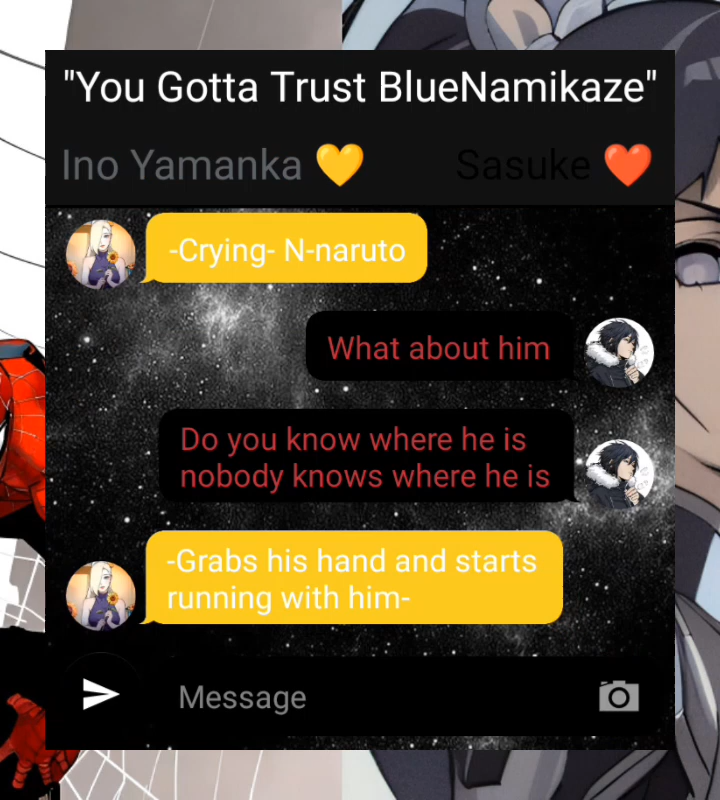 "You Gotta Trust BlueNamikaze"
Ino Yamanka 💛 Sasuke ❤️
-Crying- N-naruto
What about him
Do you know where he is
nobody knows where he is
-Grabs his hand and starts
running with him-
Message